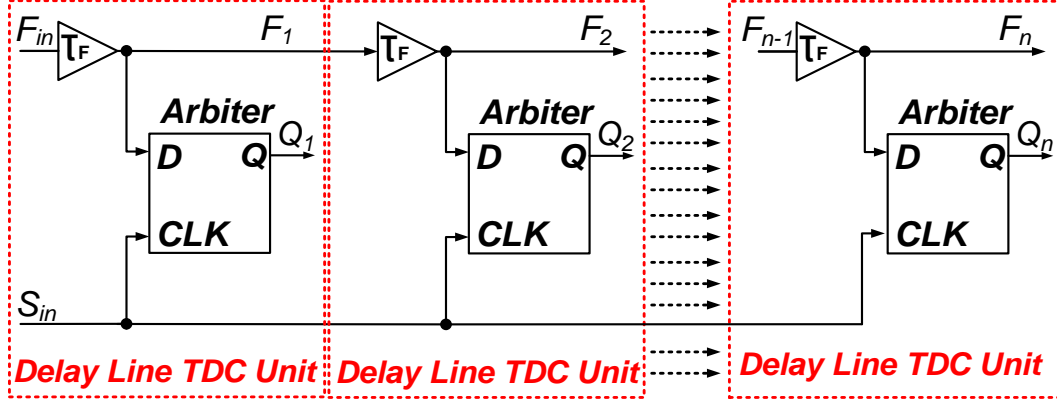 F_in τ_F F_1 τ_F F_2 F_n-1 τ_F F_n
Arbiter Arbiter Arbiter
D Q Q_1 D Q Q_2 D Q Q_n
CLK CLK CLK
S_in
Delay Line TDC Unit Delay Line TDC Unit Delay Line TDC Unit